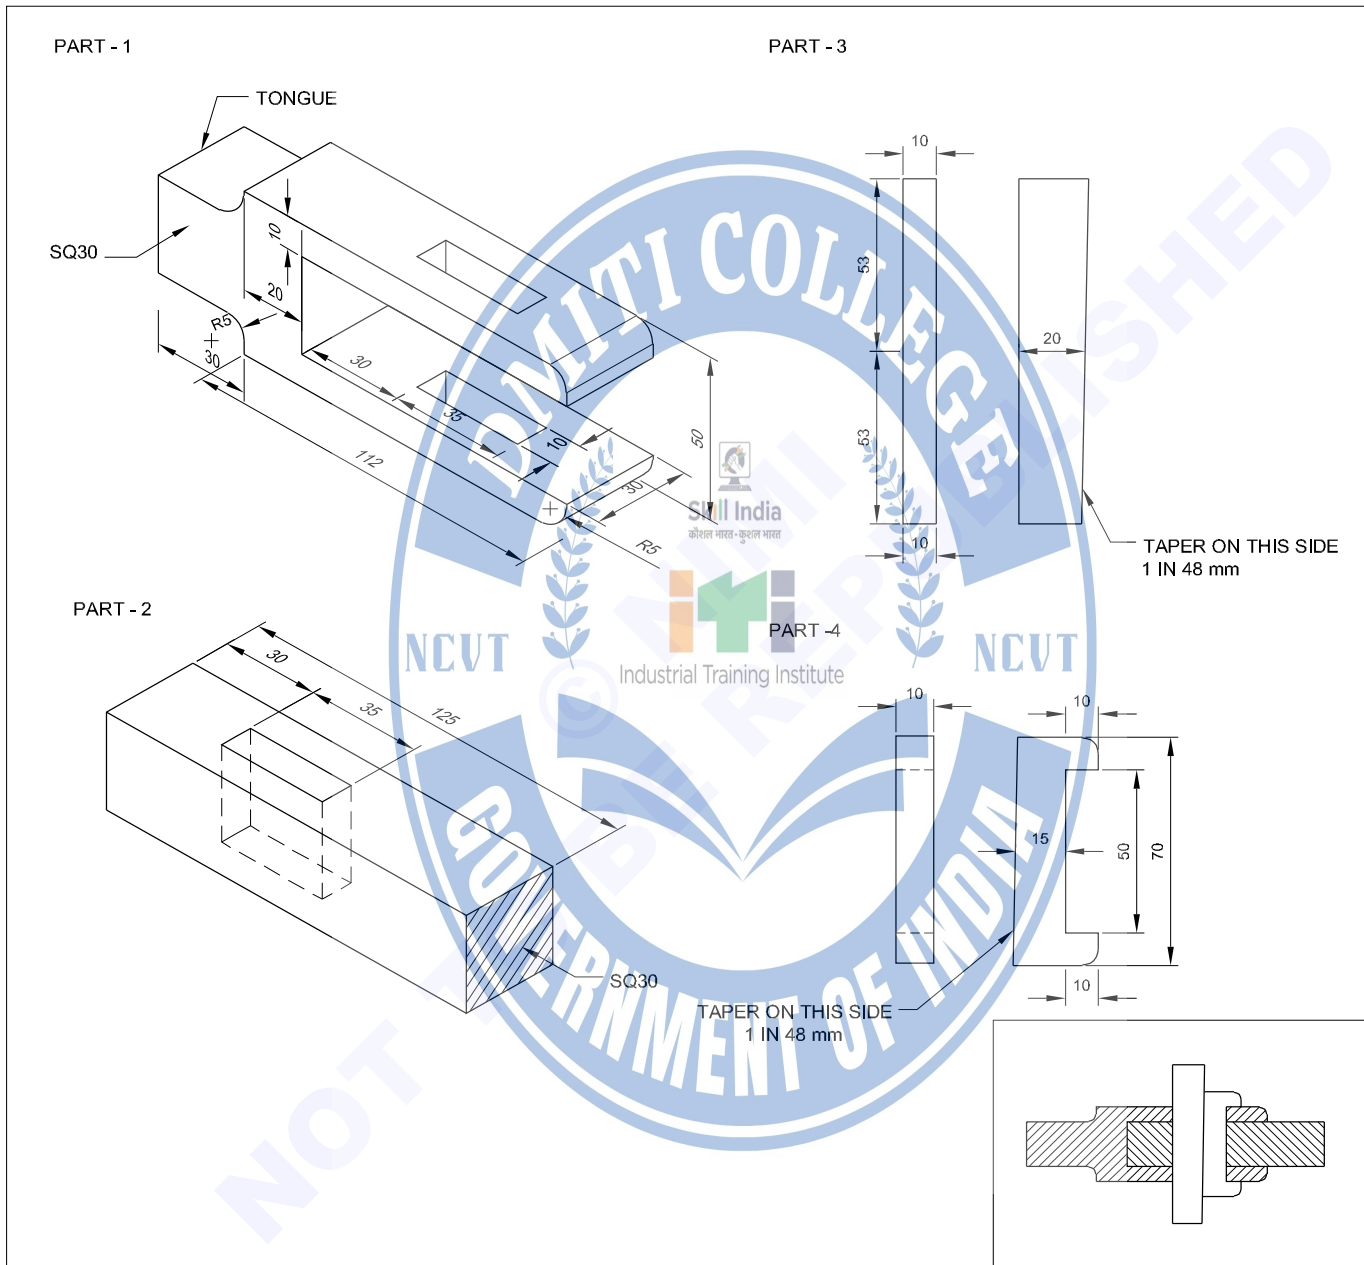 PART - 1
PART - 3
TONGUE
10
SQ30
10
20
R5
30
30
35
10
112
50
30
R5
53
53
20
10
TAPER ON THIS SIDE
1 IN 48 mm
DMITI COLLEGE
Skill India
कौशल भारत-कुशल भारत
iTi
Industrial Training Institute
NCVT
NCVT
GOVERNMENT OF INDIA
PART - 2
30
35
125
SQ30
PART -4
10
10
15
50
70
10
TAPER ON THIS SIDE
1 IN 48 mm
© NIMI
NOT TO BE REPUBLISHED